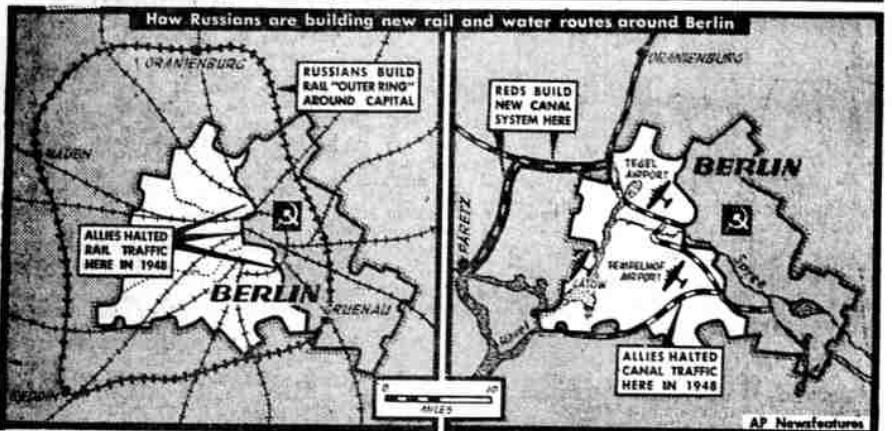 How Russians are building new rail and water routes around Berlin
ORANIENBURG
RUSSIANS BUILD
RAIL "OUTER RING"
AROUND CAPITAL
ALLIES HALTED
RAIL TRAFFIC
HERE IN 1948
BERLIN
GRUENAU
ORANIENBURG
REDS BUILD
NEW CANAL
SYSTEM HERE
TEGEL
AIRPORT
BERLIN
PARETZ
TEMPELHOF
AIRPORT
Spree
Havel
ALLIES HALTED
CANAL TRAFFIC
HERE IN 1948
0 10
MILES
AP Newsfeatures